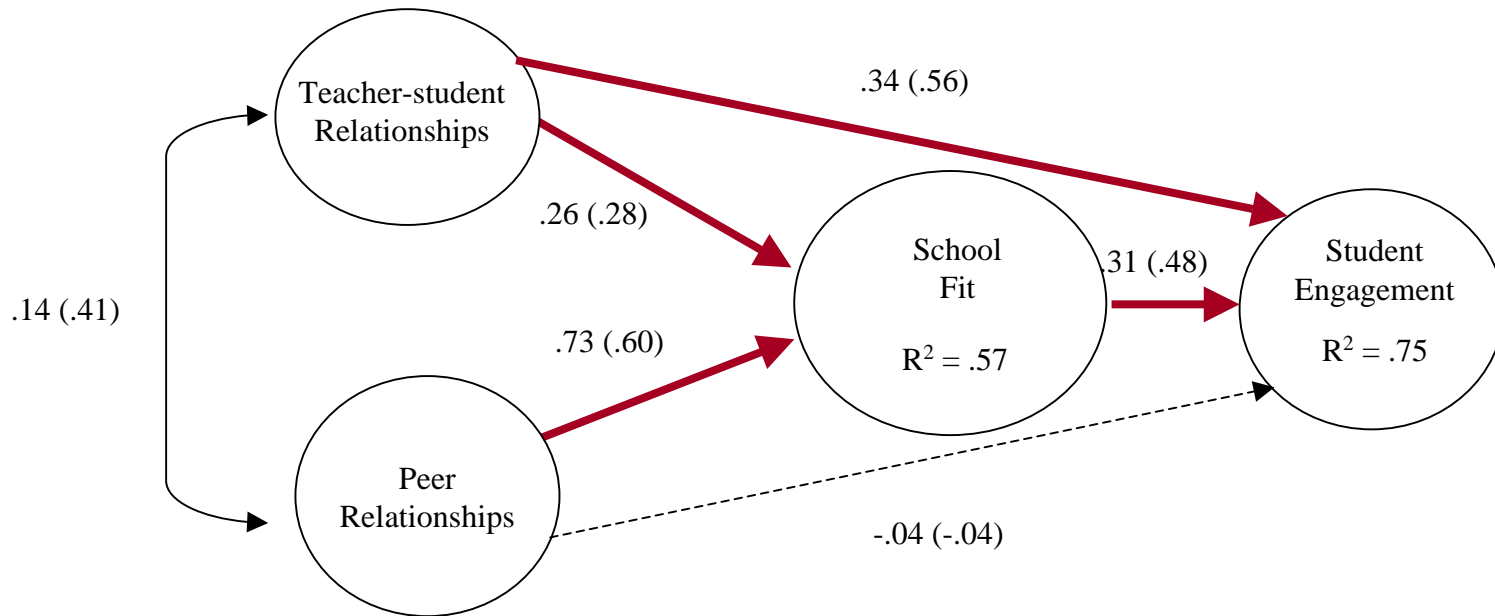 Teacher-student
Relationships
.34 (.56)
.26 (.28)
School
Fit
R² = .57
.31 (.48)
Student
Engagement
R² = .75
.14 (.41)
.73 (.60)
Peer
Relationships
-.04 (-.04)